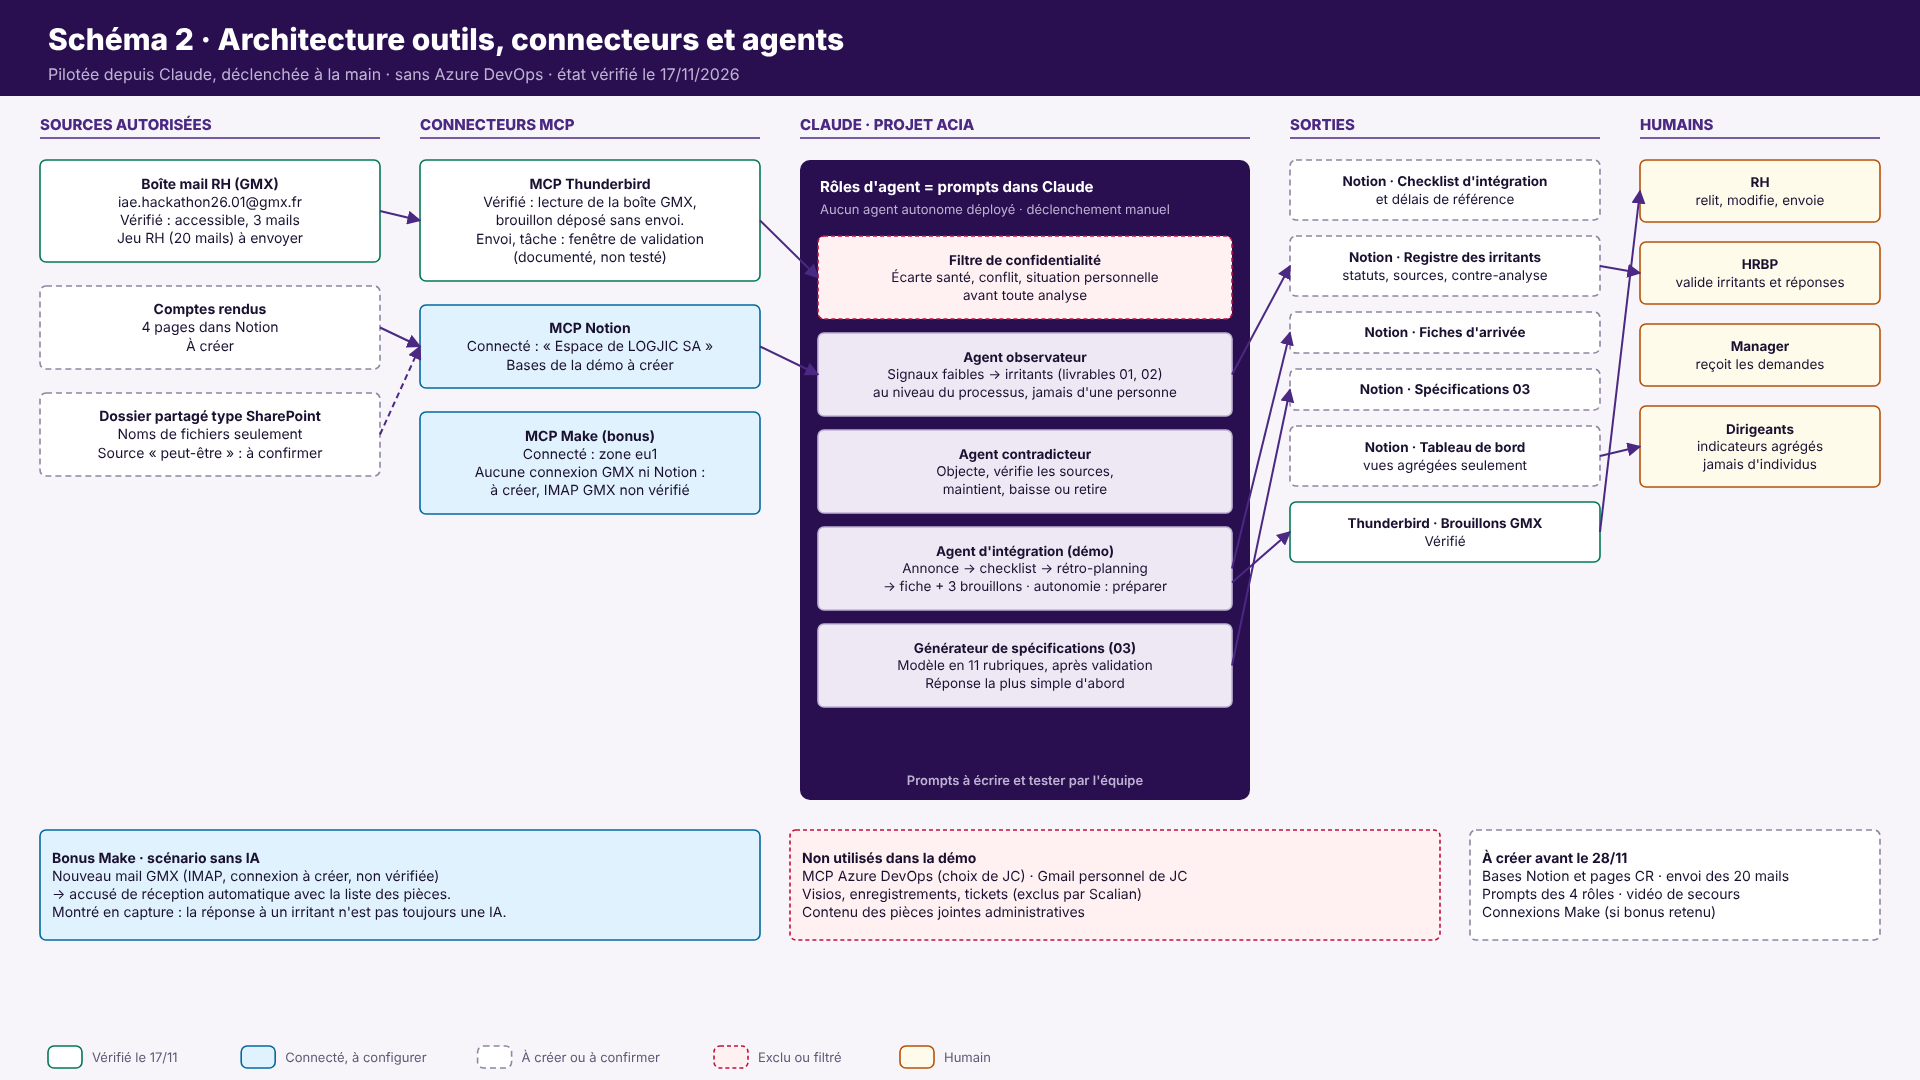 Schéma 2 · Architecture outils, connecteurs et agents
Pilotée depuis Claude, déclenchée à la main · sans Azure DevOps · état vérifié le 17/11/2026
SOURCES AUTORISÉES
Boîte mail RH (GMX)
iae.hackathon26.01@gmx.fr
Vérifié : accessible, 3 mails
Jeu RH (20 mails) à envoyer
Comptes rendus
4 pages dans Notion
À créer
Dossier partagé type SharePoint
Noms de fichiers seulement
Source « peut-être » : à confirmer
CONNECTEURS MCP
MCP Thunderbird
Vérifié : lecture de la boîte GMX,
brouillon déposé sans envoi.
Envoi, tâche : fenêtre de validation
(documenté, non testé)
MCP Notion
Connecté : « Espace de LOGJIC SA »
Bases de la démo à créer
MCP Make (bonus)
Connecté : zone eu1
Aucune connexion GMX ni Notion :
à créer, IMAP GMX non vérifié
CLAUDE · PROJET ACIA
Rôles d'agent = prompts dans Claude
Aucun agent autonome déployé · déclenchement manuel
Filtre de confidentialité
Écarte santé, conflit, situation personnelle
avant toute analyse
Agent observateur
Signaux faibles → irritants (livrables 01, 02)
au niveau du processus, jamais d'une personne
Agent contradicteur
Objecte, vérifie les sources,
maintient, baisse ou retire
Agent d'intégration (démo)
Annonce → checklist → rétro-planning
→ fiche + 3 brouillons · autonomie : préparer
Générateur de spécifications (03)
Modèle en 11 rubriques, après validation
Réponse la plus simple d'abord
Prompts à écrire et tester par l'équipe
SORTIES
Notion · Checklist d'intégration
et délais de référence
Notion · Registre des irritants
statuts, sources, contre-analyse
Notion · Fiches d'arrivée
Notion · Spécifications 03
Notion · Tableau de bord
vues agrégées seulement
Thunderbird · Brouillons GMX
Vérifié
HUMAINS
RH
relit, modifie, envoie
HRBP
valide irritants et réponses
Manager
reçoit les demandes
Dirigeants
indicateurs agrégés
jamais d'individus
Bonus Make · scénario sans IA
Nouveau mail GMX (IMAP, connexion à créer, non vérifiée)
→ accusé de réception automatique avec la liste des pièces.
Montré en capture : la réponse à un irritant n'est pas toujours une IA.
Non utilisés dans la démo
MCP Azure DevOps (choix de JC) · Gmail personnel de JC
Visios, enregistrements, tickets (exclus par Scalian)
Contenu des pièces jointes administratives
À créer avant le 28/11
Bases Notion et pages CR · envoi des 20 mails
Prompts des 4 rôles · vidéo de secours
Connexions Make (si bonus retenu)
Vérifié le 17/11
Connecté, à configurer
À créer ou à confirmer
Exclu ou filtré
Humain